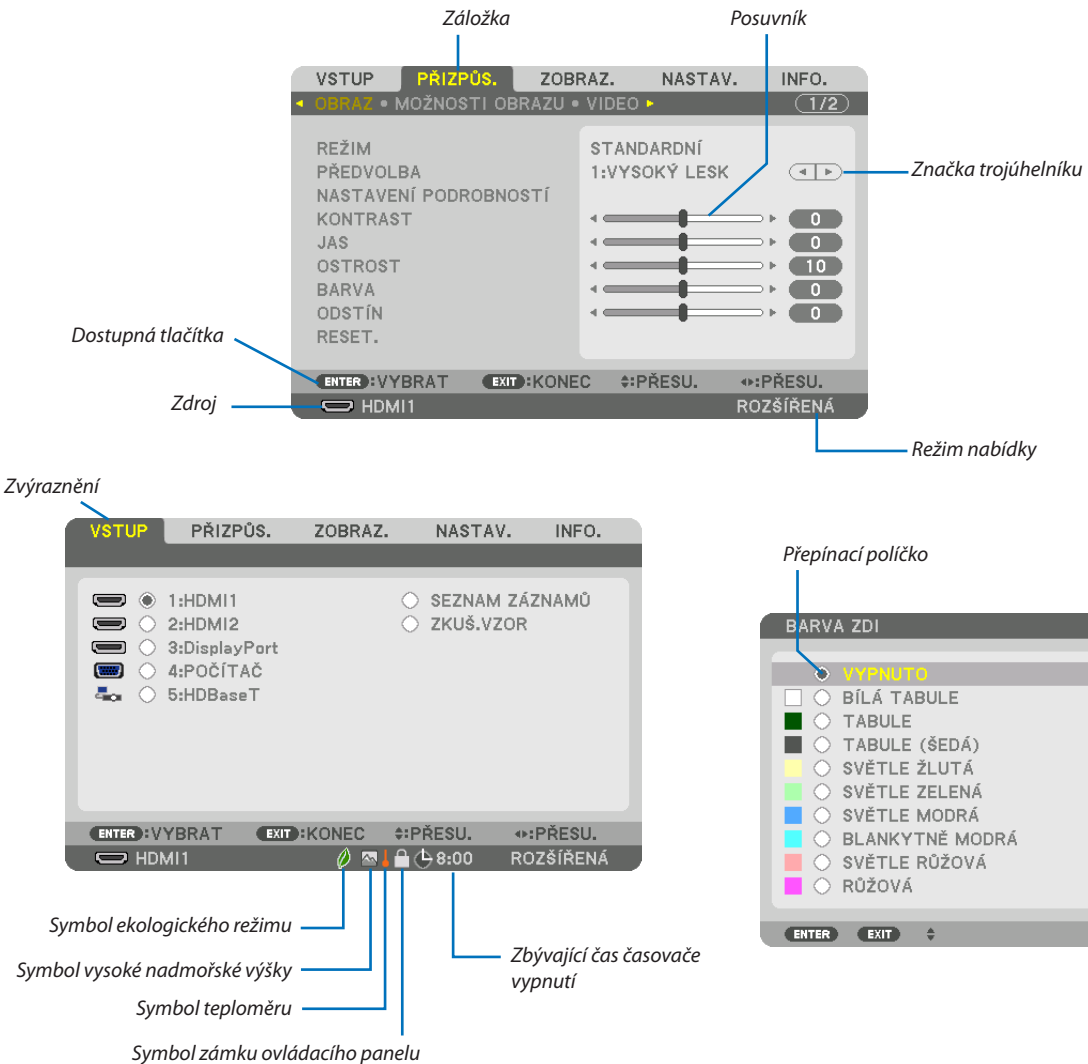 Záložka
Posuvník
VSTUP PŘIZPŮS. ZOBRAZ. NASTAV. INFO.
OBRAZ • MOŽNOSTI OBRAZU • VIDEO 1/2
REŽIM STANDARDNÍ
PŘEDVOLBA 1:VYSOKÝ LESK
Značka trojúhelníku
NASTAVENÍ PODROBNOSTÍ
KONTRAST 0
JAS 0
OSTROST 10
BARVA 0
ODSTÍN 0
RESET.
Dostupná tlačítka
ENTER:VYBRAT EXIT:KONEC :PŘESU. :PŘESU.
Zdroj
HDMI1 ROZŠÍŘENÁ
Režim nabídky
Zvýraznění
VSTUP PŘIZPŮS. ZOBRAZ. NASTAV. INFO.
1:HDMI1 SEZNAM ZÁZNAMŮ
2:HDMI2 ZKUŠ.VZOR
3:DisplayPort
4:POČÍTAČ
5:HDBaseT
ENTER:VYBRAT EXIT:KONEC :PŘESU. :PŘESU.
HDMI1 8:00 ROZŠÍŘENÁ
Symbol ekologického režimu
Symbol vysoké nadmořské výšky
Symbol teploměru
Symbol zámku ovládacího panelu
Zbývající čas časovače
vypnutí
Přepínací políčko
BARVA ZDI
VYPNUTO
BÍLÁ TABULE
TABULE
TABULE (ŠEDÁ)
SVĚTLE ŽLUTÁ
SVĚTLE ZELENÁ
SVĚTLE MODRÁ
BLANKYTNĚ MODRÁ
SVĚTLE RŮŽOVÁ
RŮŽOVÁ
ENTER EXIT